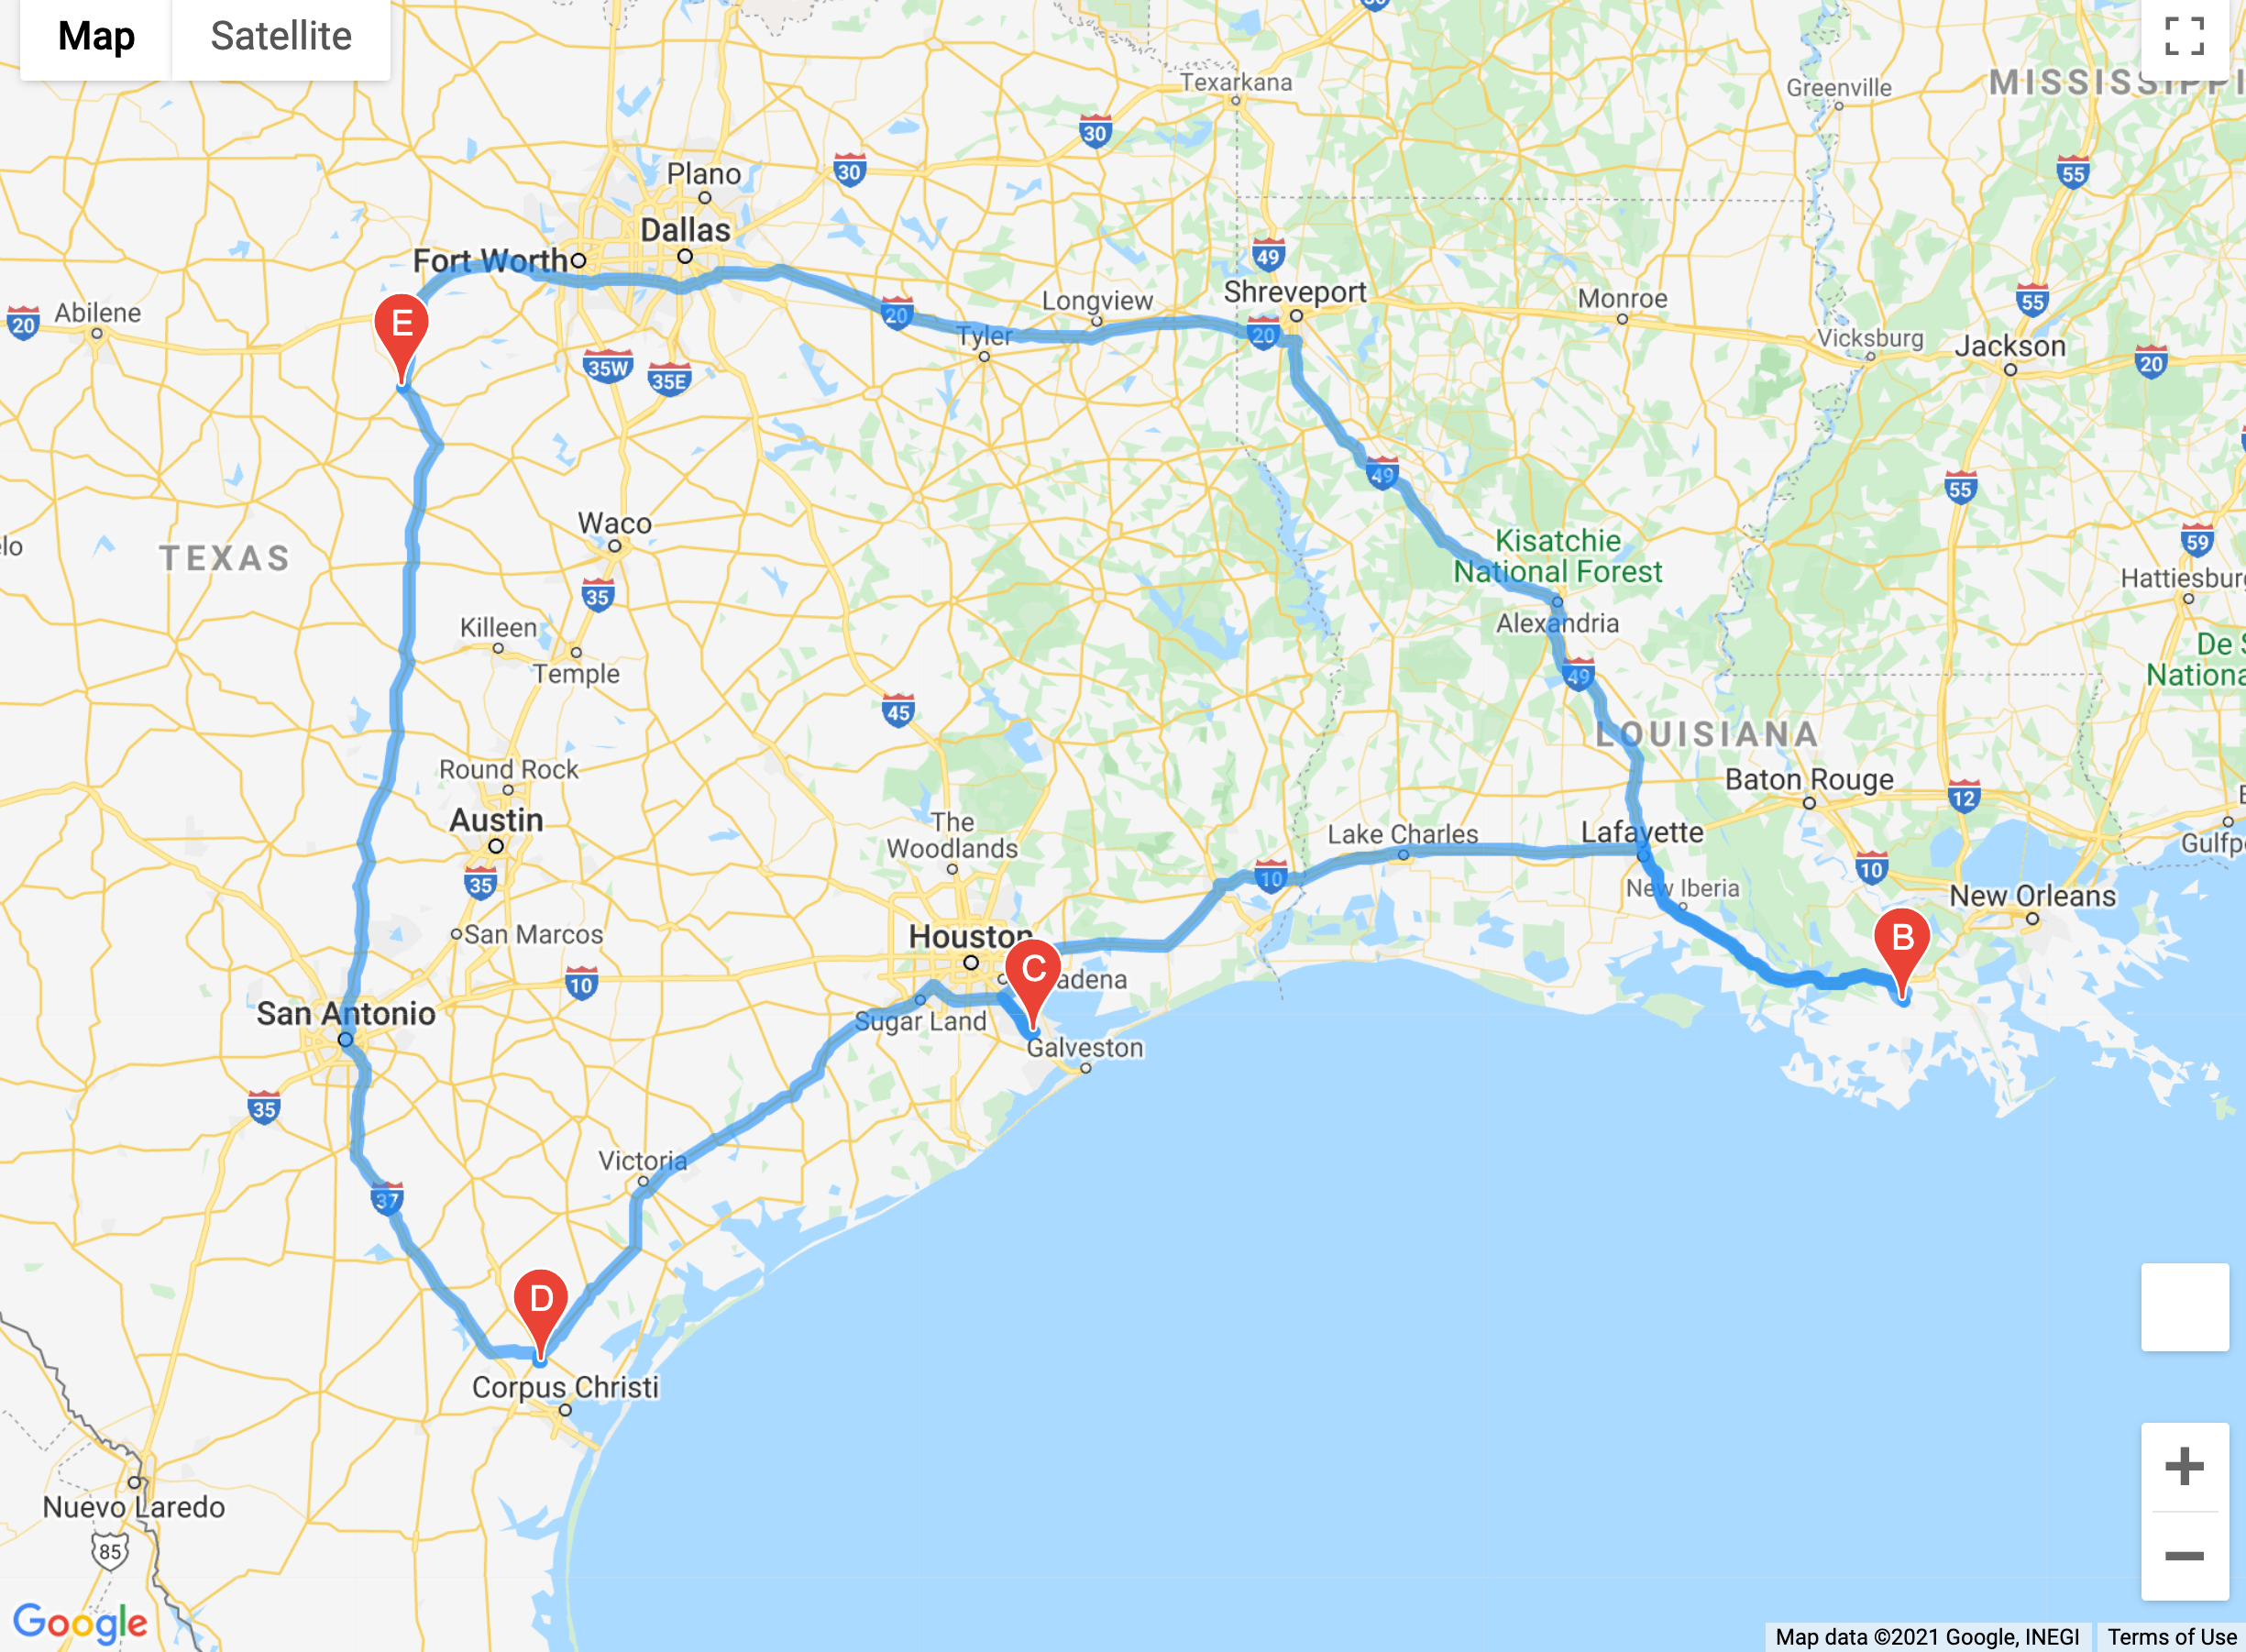 Map
Satellite
30
Texarkana
Greenville
MISSISSIPPI
30
30
55
Plano
Dallas
Fort Worth
49
Shreveport
Monroe
55
Vicksburg
Jackson
20
20
Abilene
E
20
Longview
20
Tyler
35W
35E
49
55
lo
TEXAS
Waco
35
Kisatchie
National Forest
Alexandria
59
Hattiesburg
Killeen
Temple
De S
Nationa
49
45
LOUISIANA
Round Rock
Austin
Baton Rouge
12
The
Woodlands
Lake Charles
Lafayette
Gulfp
35
10
10
New Iberia
New Orleans
San Marcos
Houston
B
C
adena
10
San Antonio
Sugar Land
Galveston
35
Victoria
37
D
Corpus Christi
Nuevo Laredo
85
Google
Map data ©2021 Google, INEGI
Terms of Use